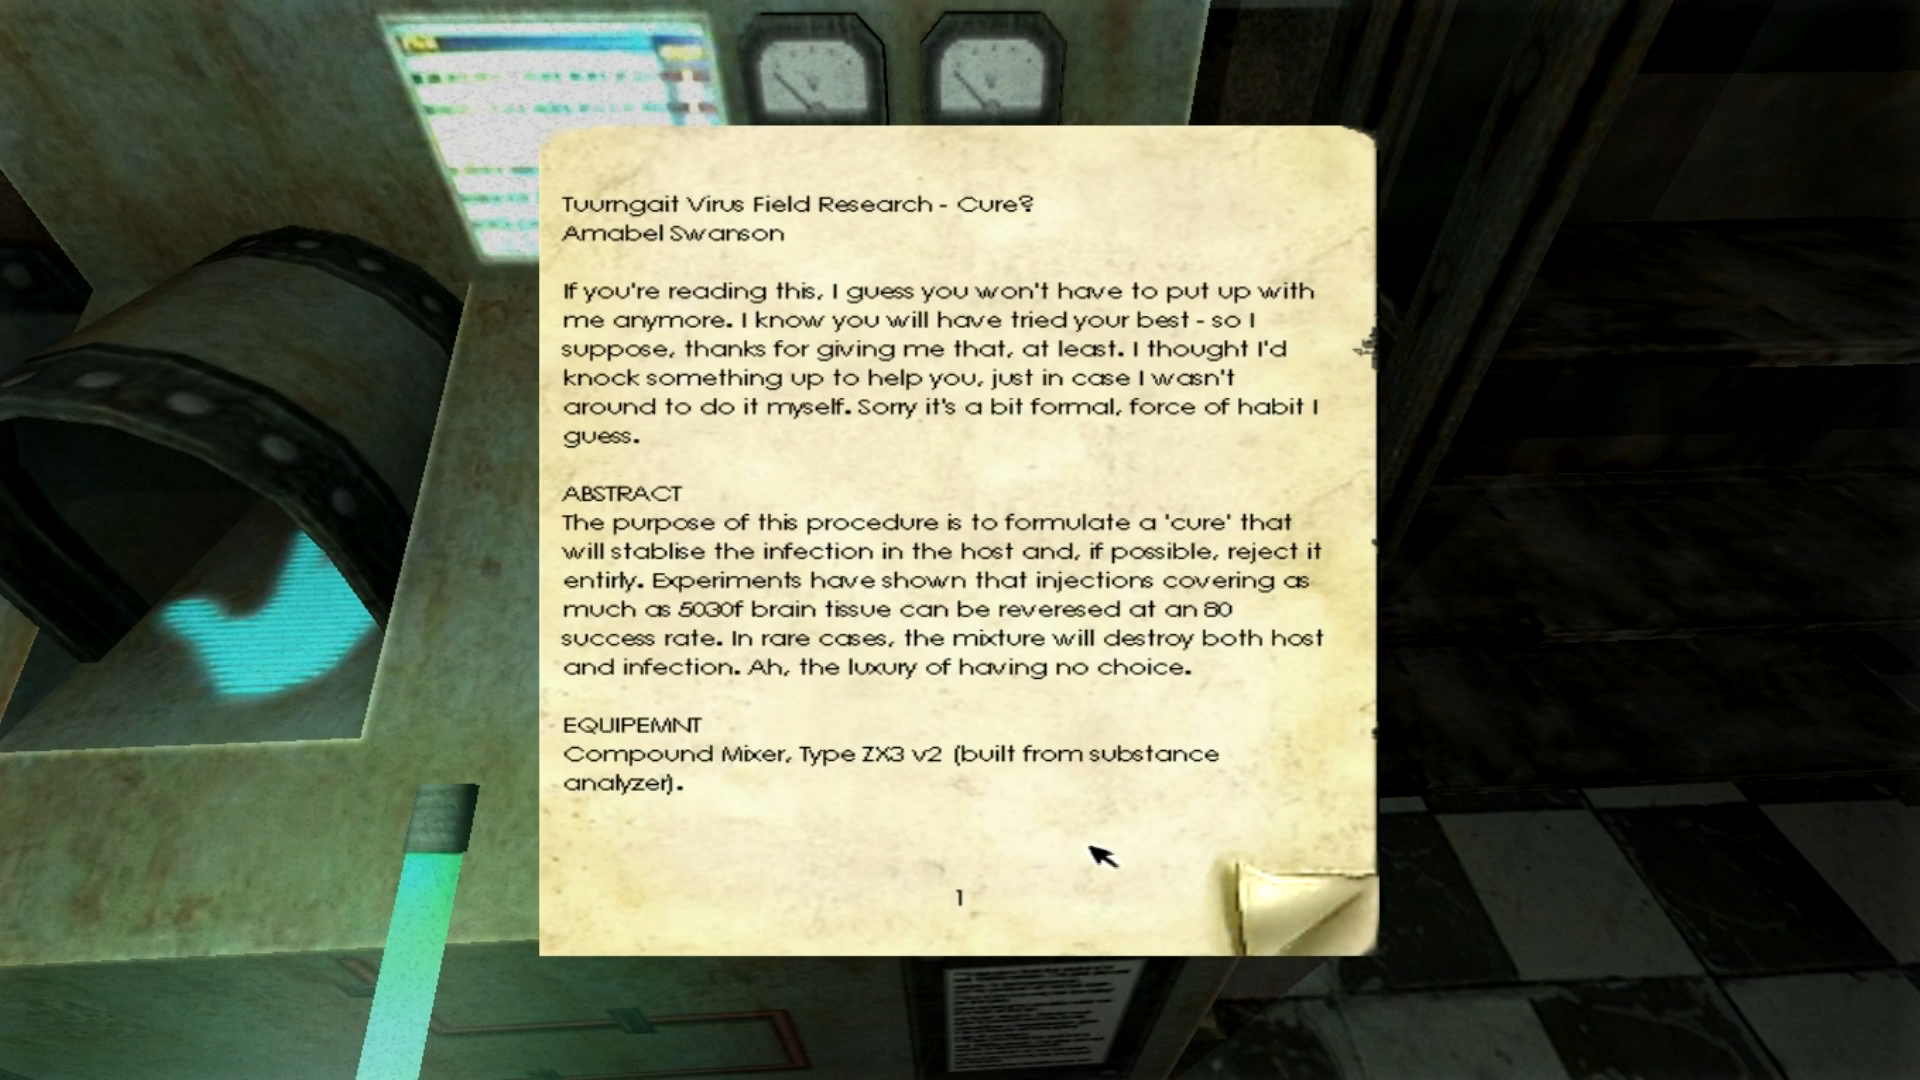 Tuurngait Virus Field Research - Cure?
Amabel Swanson
If you're reading this, I guess you won't have to put up with
me anymore. I know you will have tried your best - so I
suppose, thanks for giving me that, at least. I thought I'd
knock something up to help you, just in case I wasn't
around to do it myself. Sorry it's a bit formal, force of habit I
guess.
ABSTRACT
The purpose of this procedure is to formulate a 'cure' that
will stablise the infection in the host and, if possible, reject it
entirly. Experiments have shown that injections covering as
much as 5030f brain tissue can be reveresed at an 80
success rate. In rare cases, the mixture will destroy both host
and infection. Ah, the luxury of having no choice.
EQUIPEMNT
Compound Mixer, Type ZX3 v2 (built from substance
analyzer).
1